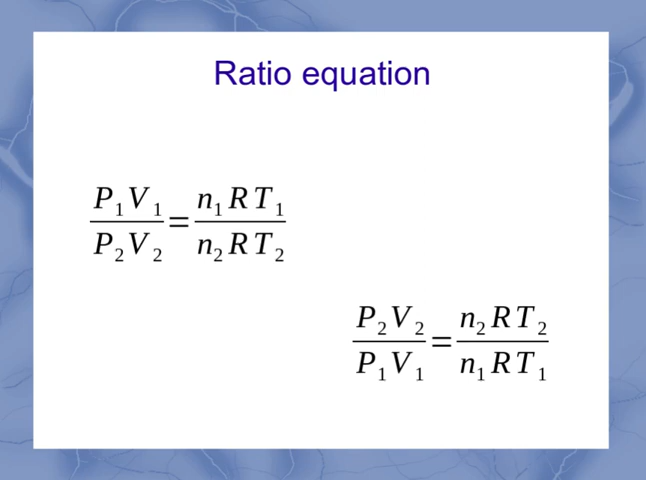 Ratio equation
P₁V₁/P₂V₂ = n₁RT₁/n₂RT₂
P₂V₂/P₁V₁ = n₂RT₂/n₁RT₁